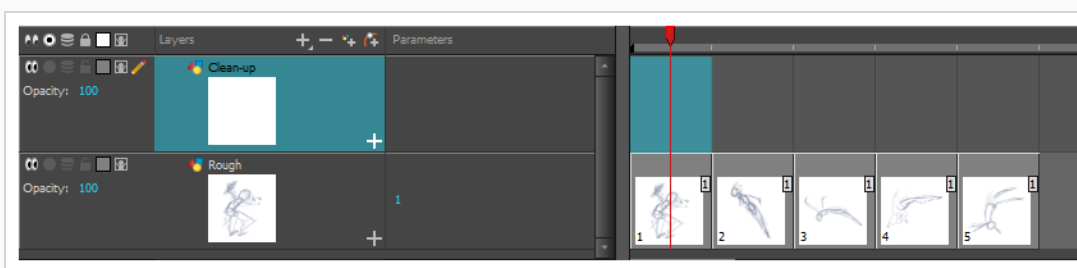 Layers Parameters
Clean-up
Opacity: 100
Rough
Opacity: 100
1
1 1 1 1 1
1 2 3 4 5